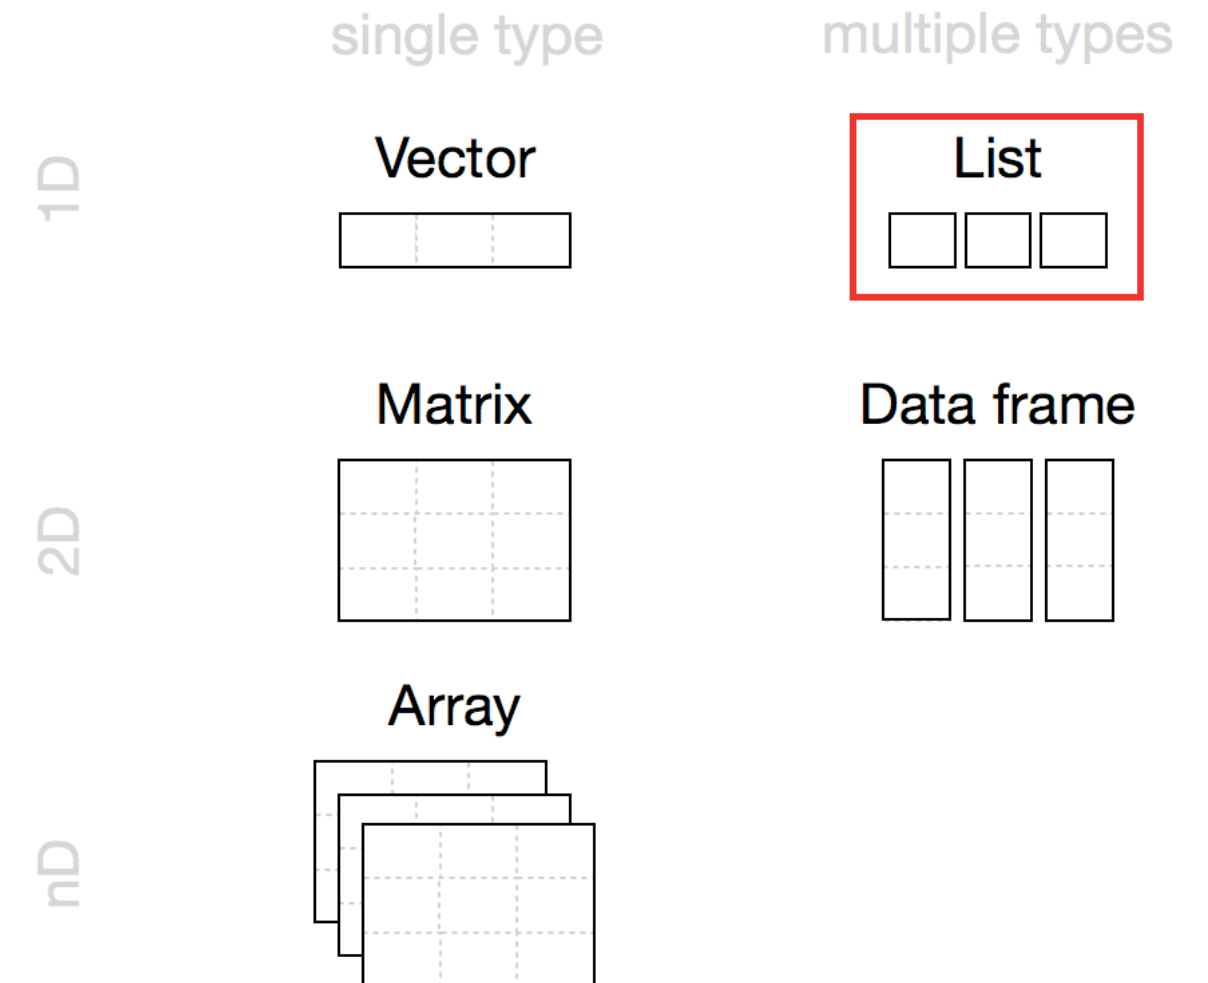 single type multiple types
1D
Vector List
Matrix Data frame
2D
Array
nD